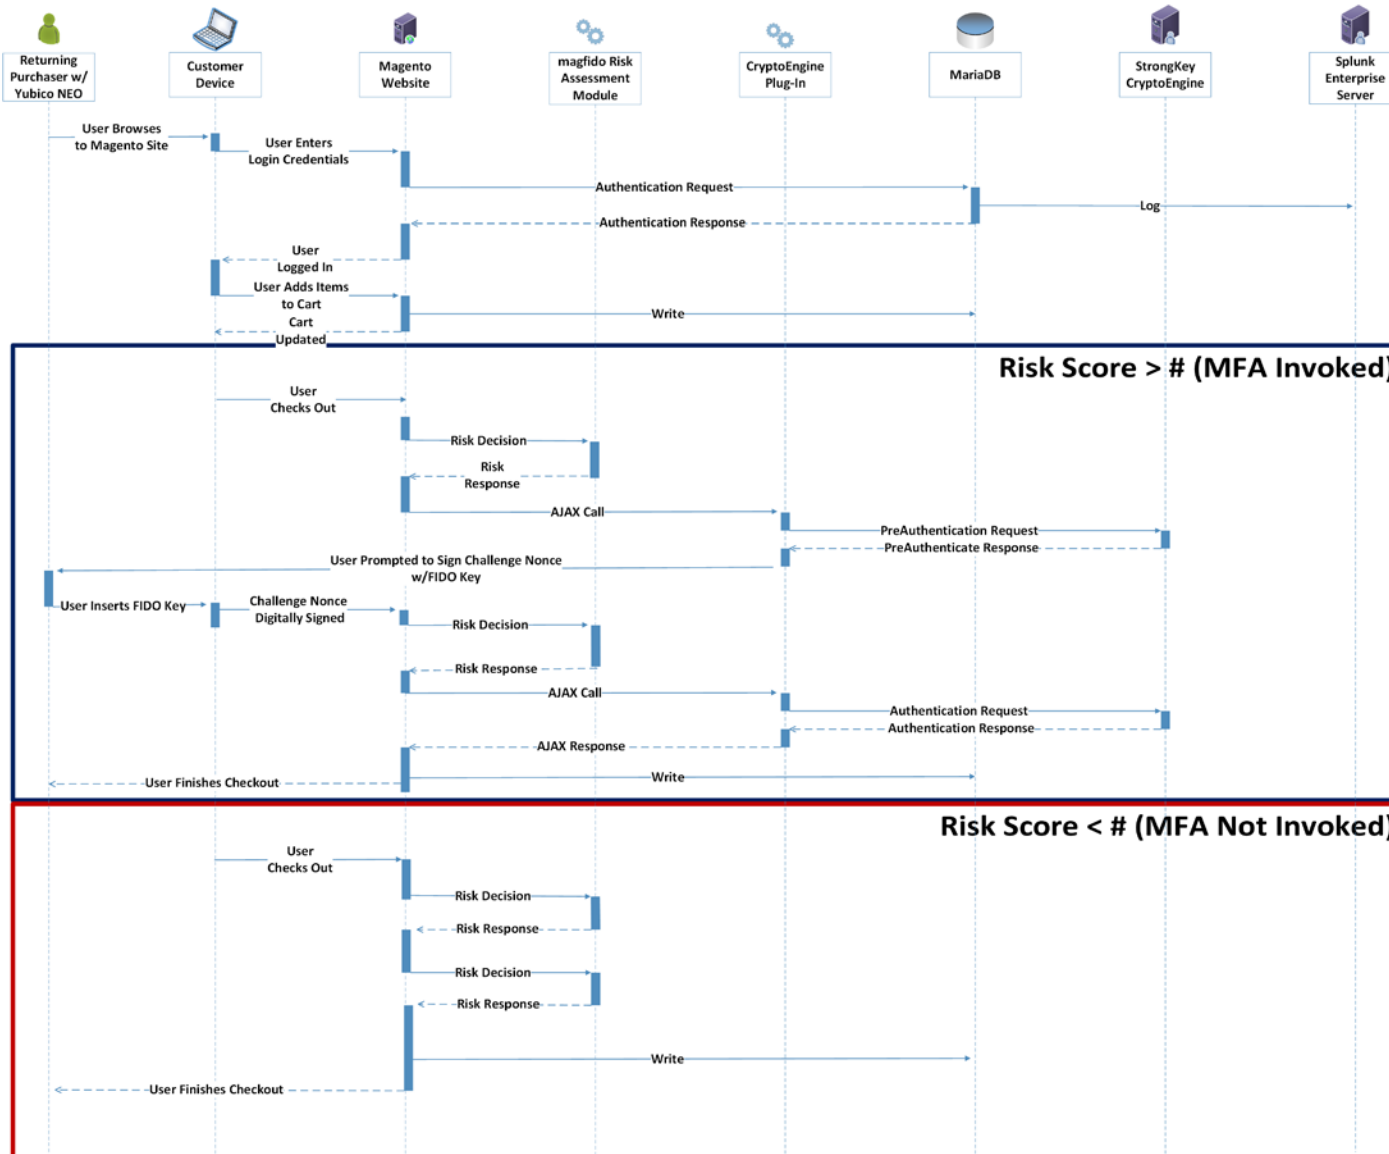 Returning
Purchaser w/
Yubico NEO
Customer
Device
Magento
Website
magfido Risk
Assessment
Module
CryptoEngine
Plug-In
MariaDB
StrongKey
CryptoEngine
Splunk
Enterprise
Server
User Browses
to Magento Site
User Enters
Login Credentials
Authentication Request
Log
Authentication Response
User
Logged In
User Adds Items
to Cart
Write
Cart
Updated
Risk Score > # (MFA Invoked)
User
Checks Out
Risk Decision
Risk
Response
AJAX Call
PreAuthentication Request
PreAuthenticate Response
User Prompted to Sign Challenge Nonce
w/FIDO Key
User Inserts FIDO Key
Challenge Nonce
Digitally Signed
Risk Decision
Risk Response
AJAX Call
Authentication Request
Authentication Response
AJAX Response
Write
User Finishes Checkout
Risk Score < # (MFA Not Invoked)
User
Checks Out
Risk Decision
Risk Response
Risk Decision
Risk Response
Write
User Finishes Checkout